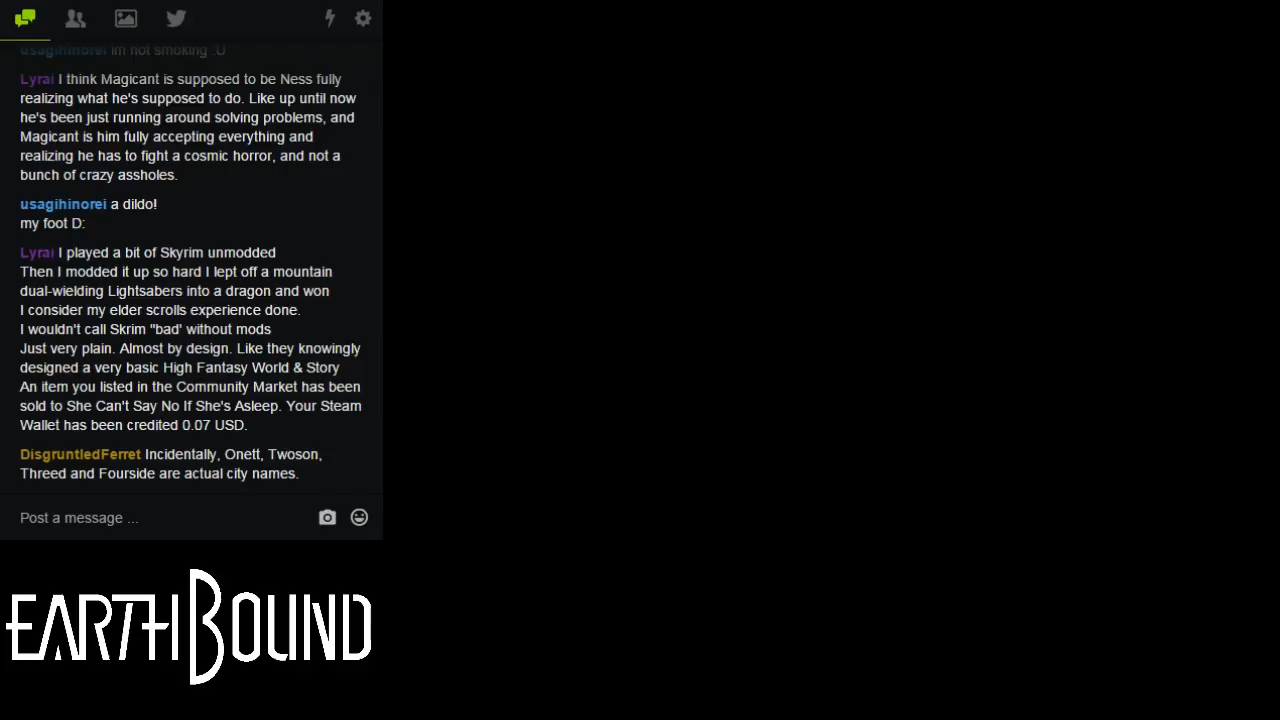 usagihinorei im not smoking :U
Lyrai I think Magicant is supposed to be Ness fully
realizing what he's supposed to do. Like up until now
he's been just running around solving problems, and
Magicant is him fully accepting everything and
realizing he has to fight a cosmic horror, and not a
bunch of crazy assholes.
usagihinorei a dildo!
my foot D:
Lyrai I played a bit of Skyrim unmodded
Then I modded it up so hard I lept off a mountain
dual-wielding Lightsabers into a dragon and won
I consider my elder scrolls experience done.
I wouldn't call Skrim "bad' without mods
Just very plain. Almost by design. Like they knowingly
designed a very basic High Fantasy World & Story
An item you listed in the Community Market has been
sold to She Can't Say No If She's Asleep. Your Steam
Wallet has been credited 0.07 USD.
DisgruntledFerret Incidentally, Onett, Twoson,
Threed and Fourside are actual city names.
Post a message ...
EARTHBOUND